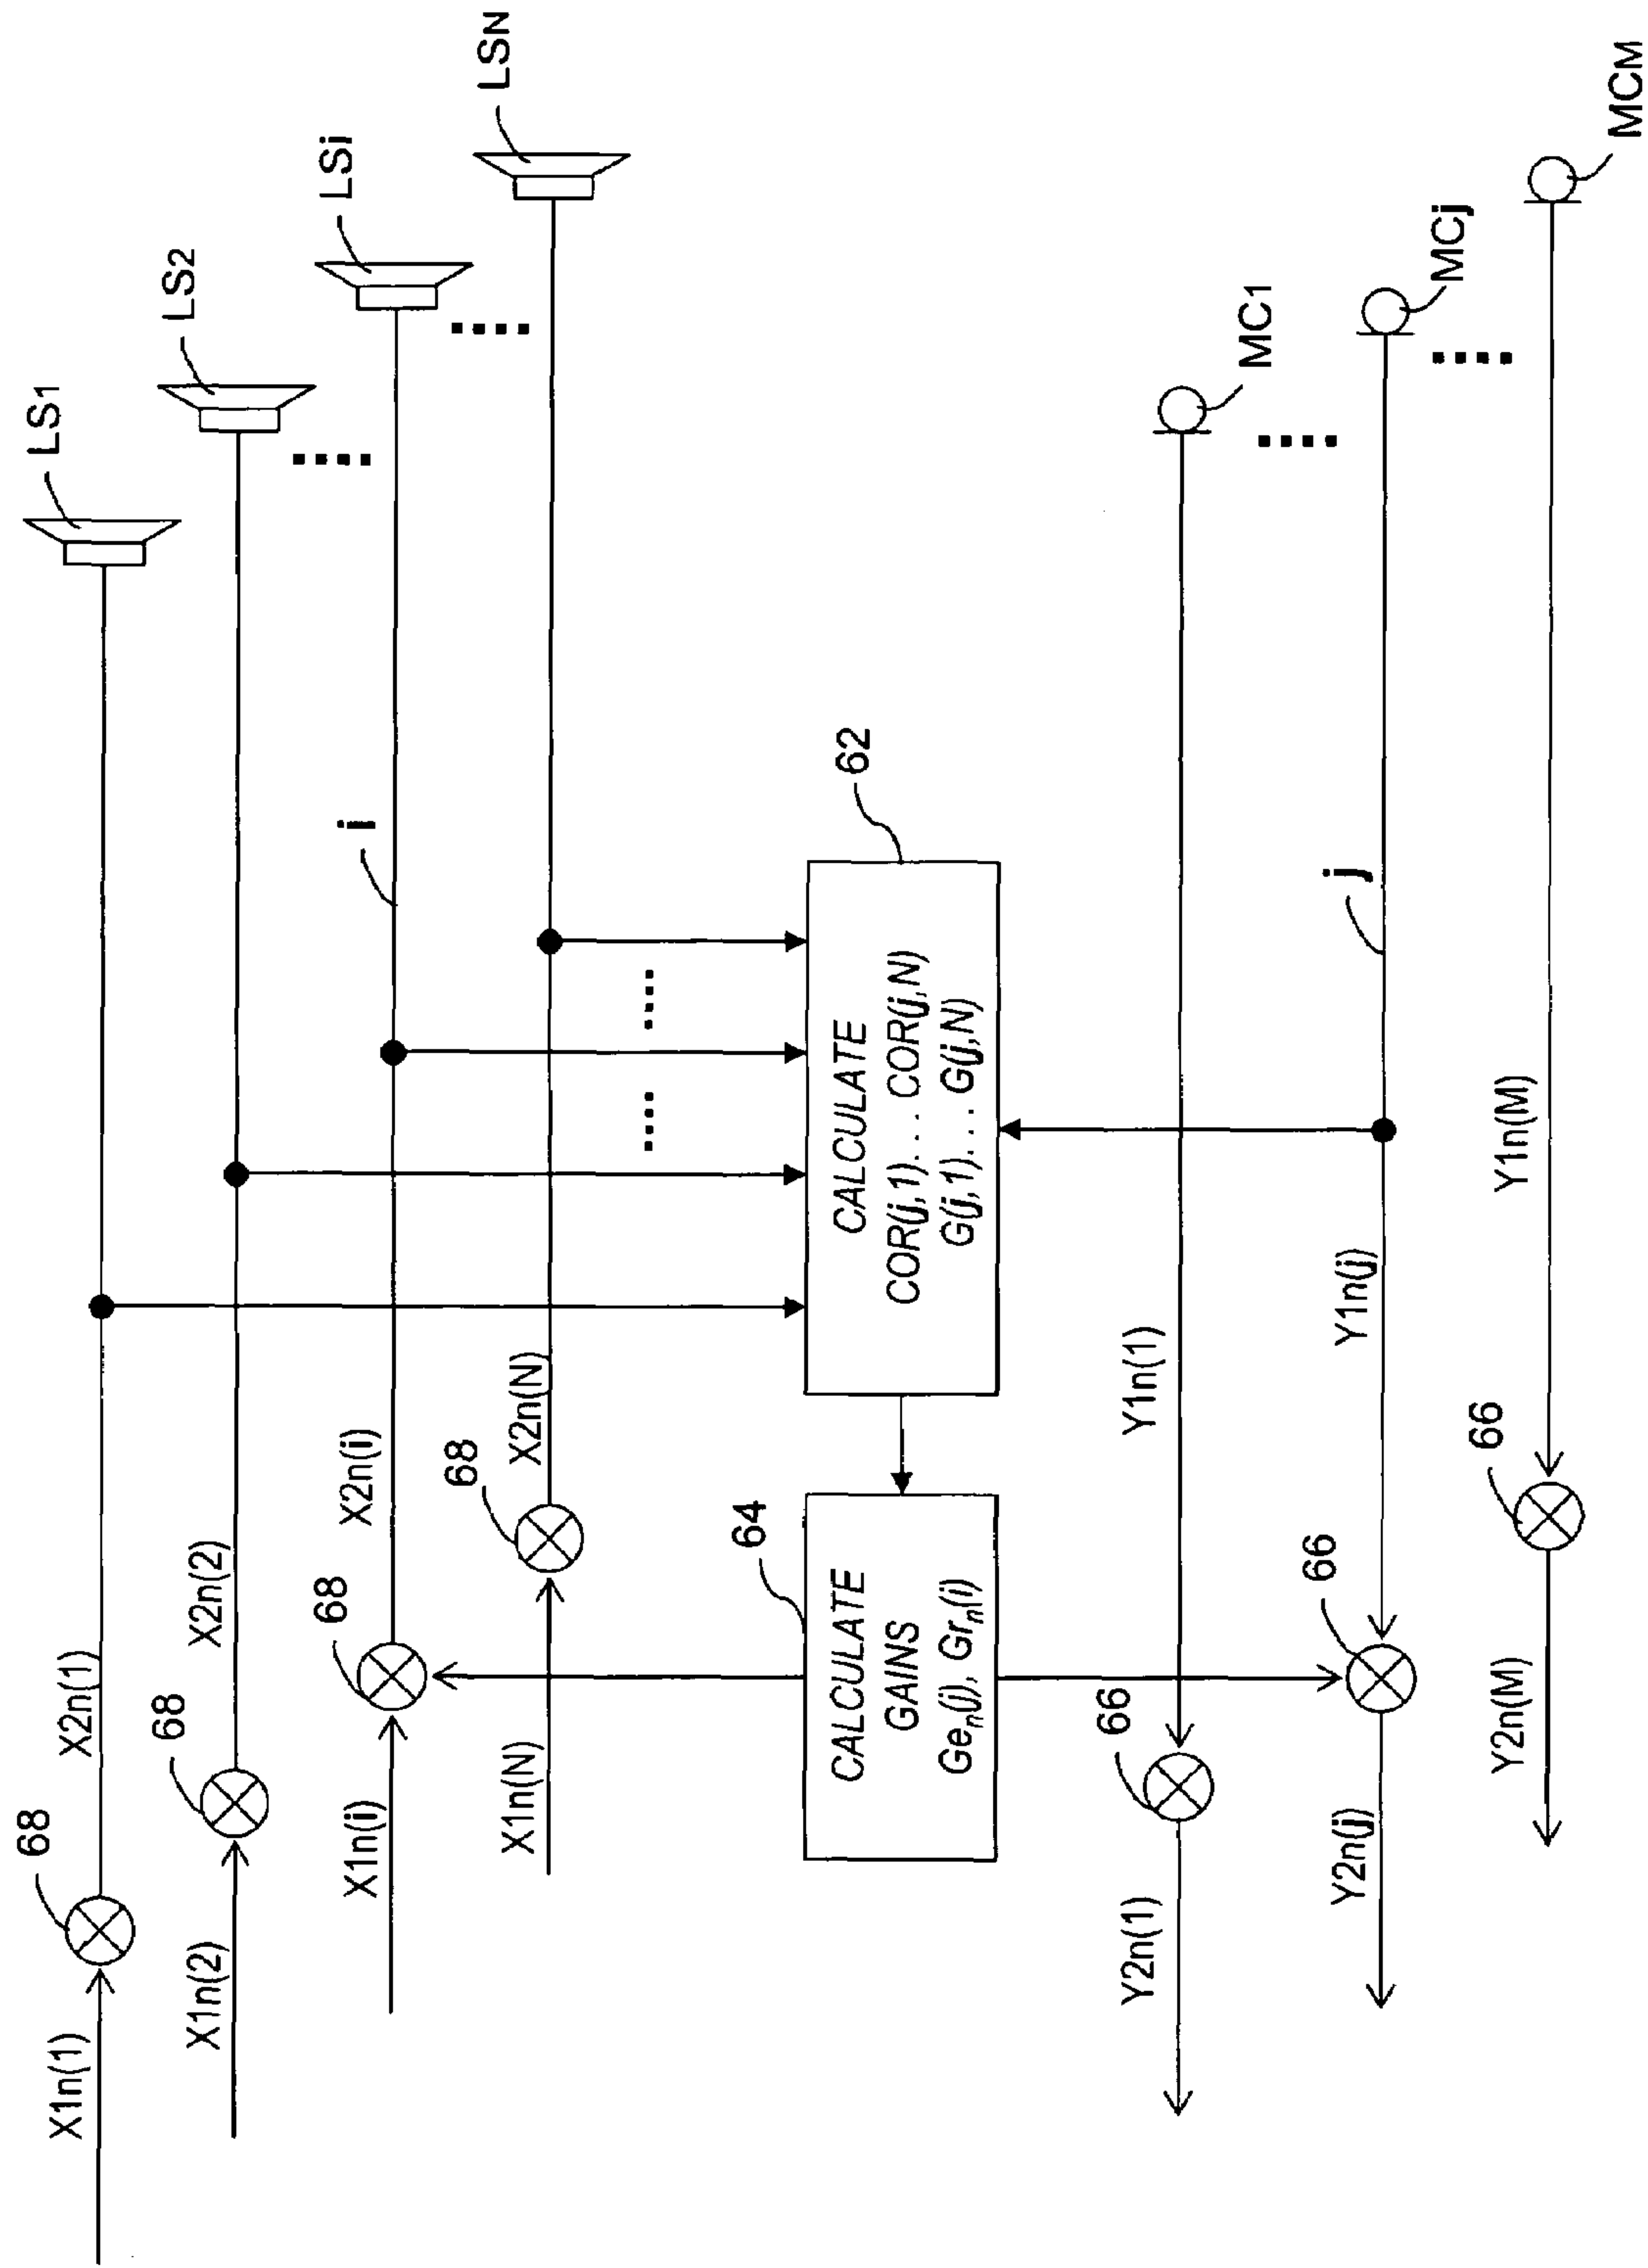 LS1
LS2
LSi
LSN
X1n(1)
68
X2n(1)
X1n(2)
68
X2n(2)
X1n(i)
68
X2n(i)
i
X1n(N)
68
X2n(N)
64
CALCULATE
GAINS
Gen(j), Grn(i)
62
CALCULATE
COR(j,1)... COR(j,N)
G(j,1)... G(j,N)
Y2n(1)
66
Y1n(1)
MC1
Y2n(j)
66
Y1n(j)
j
MCj
Y2n(M)
66
Y1n(M)
MCM